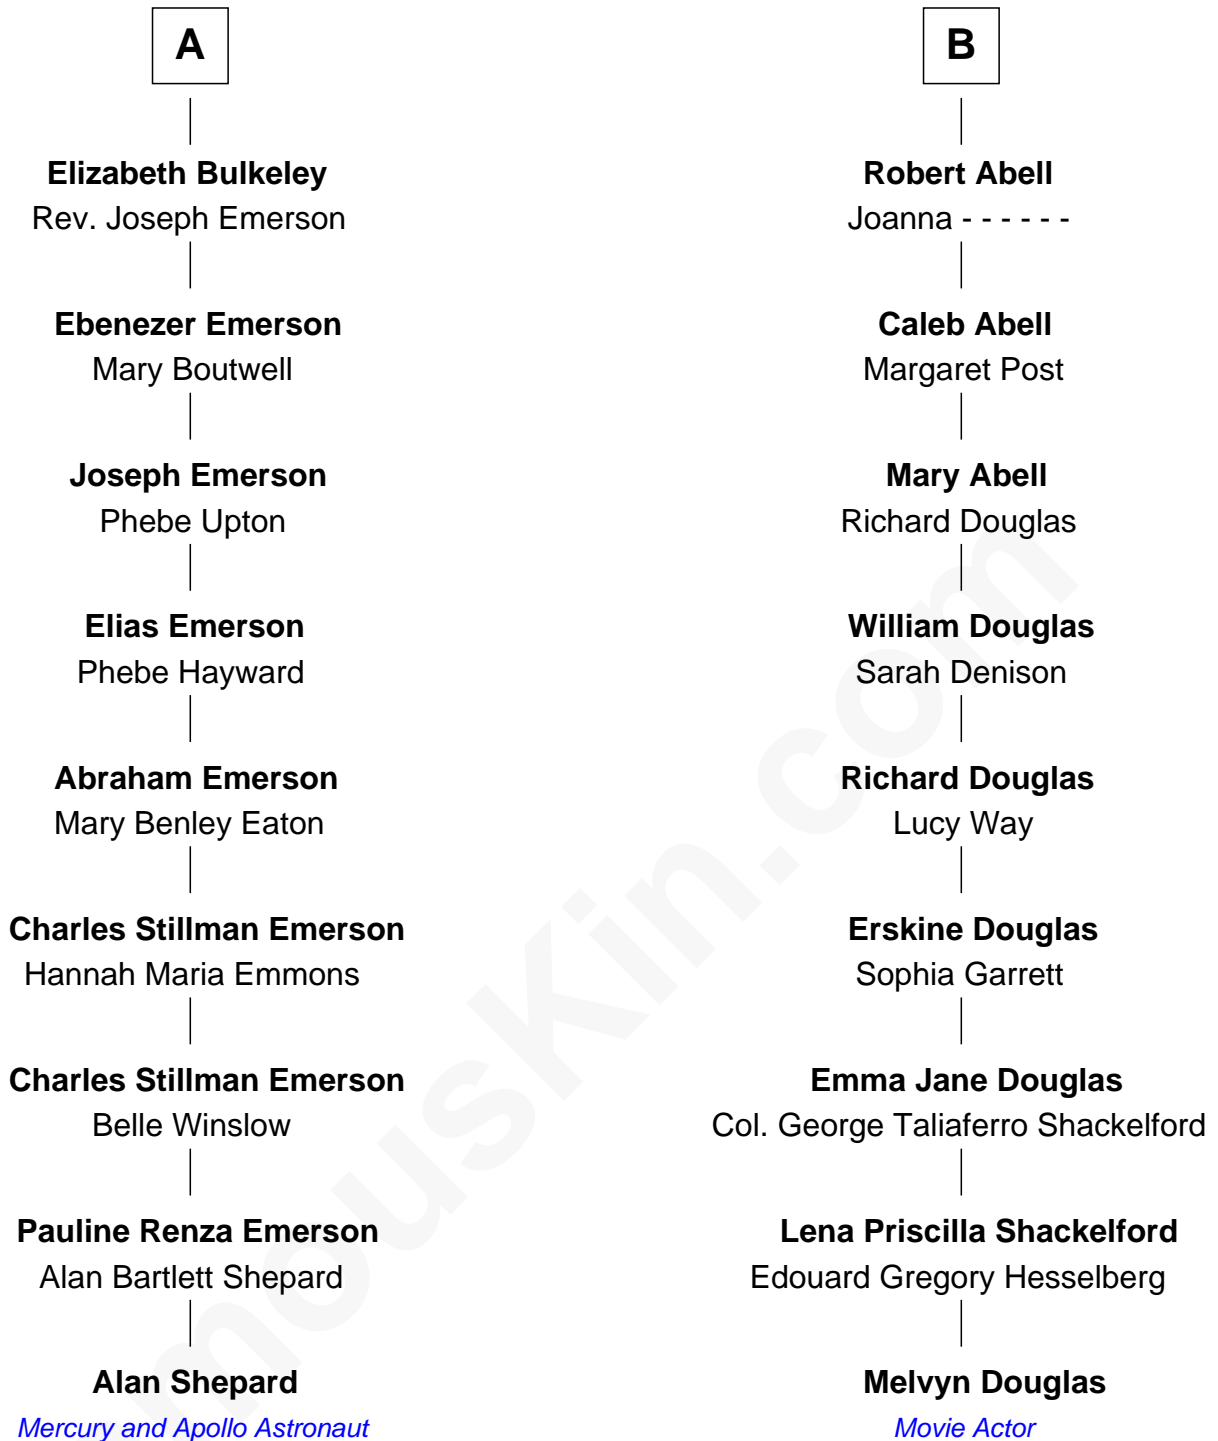 A
Elizabeth Bulkeley
Rev. Joseph Emerson
Ebenezer Emerson
Mary Boutwell
Joseph Emerson
Phebe Upton
Elias Emerson
Phebe Hayward
Abraham Emerson
Mary Benley Eaton
Charles Stillman Emerson
Hannah Maria Emmons
Charles Stillman Emerson
Belle Winslow
Pauline Renza Emerson
Alan Bartlett Shepard
Alan Shepard
Mercury and Apollo Astronaut
B
Robert Abell
Joanna - - - - - -
Caleb Abell
Margaret Post
Mary Abell
Richard Douglas
William Douglas
Sarah Denison
Richard Douglas
Lucy Way
Erskine Douglas
Sophia Garrett
Emma Jane Douglas
Col. George Taliaferro Shackelford
Lena Priscilla Shackelford
Edouard Gregory Hesselberg
Melvyn Douglas
Movie Actor
mousKin.com